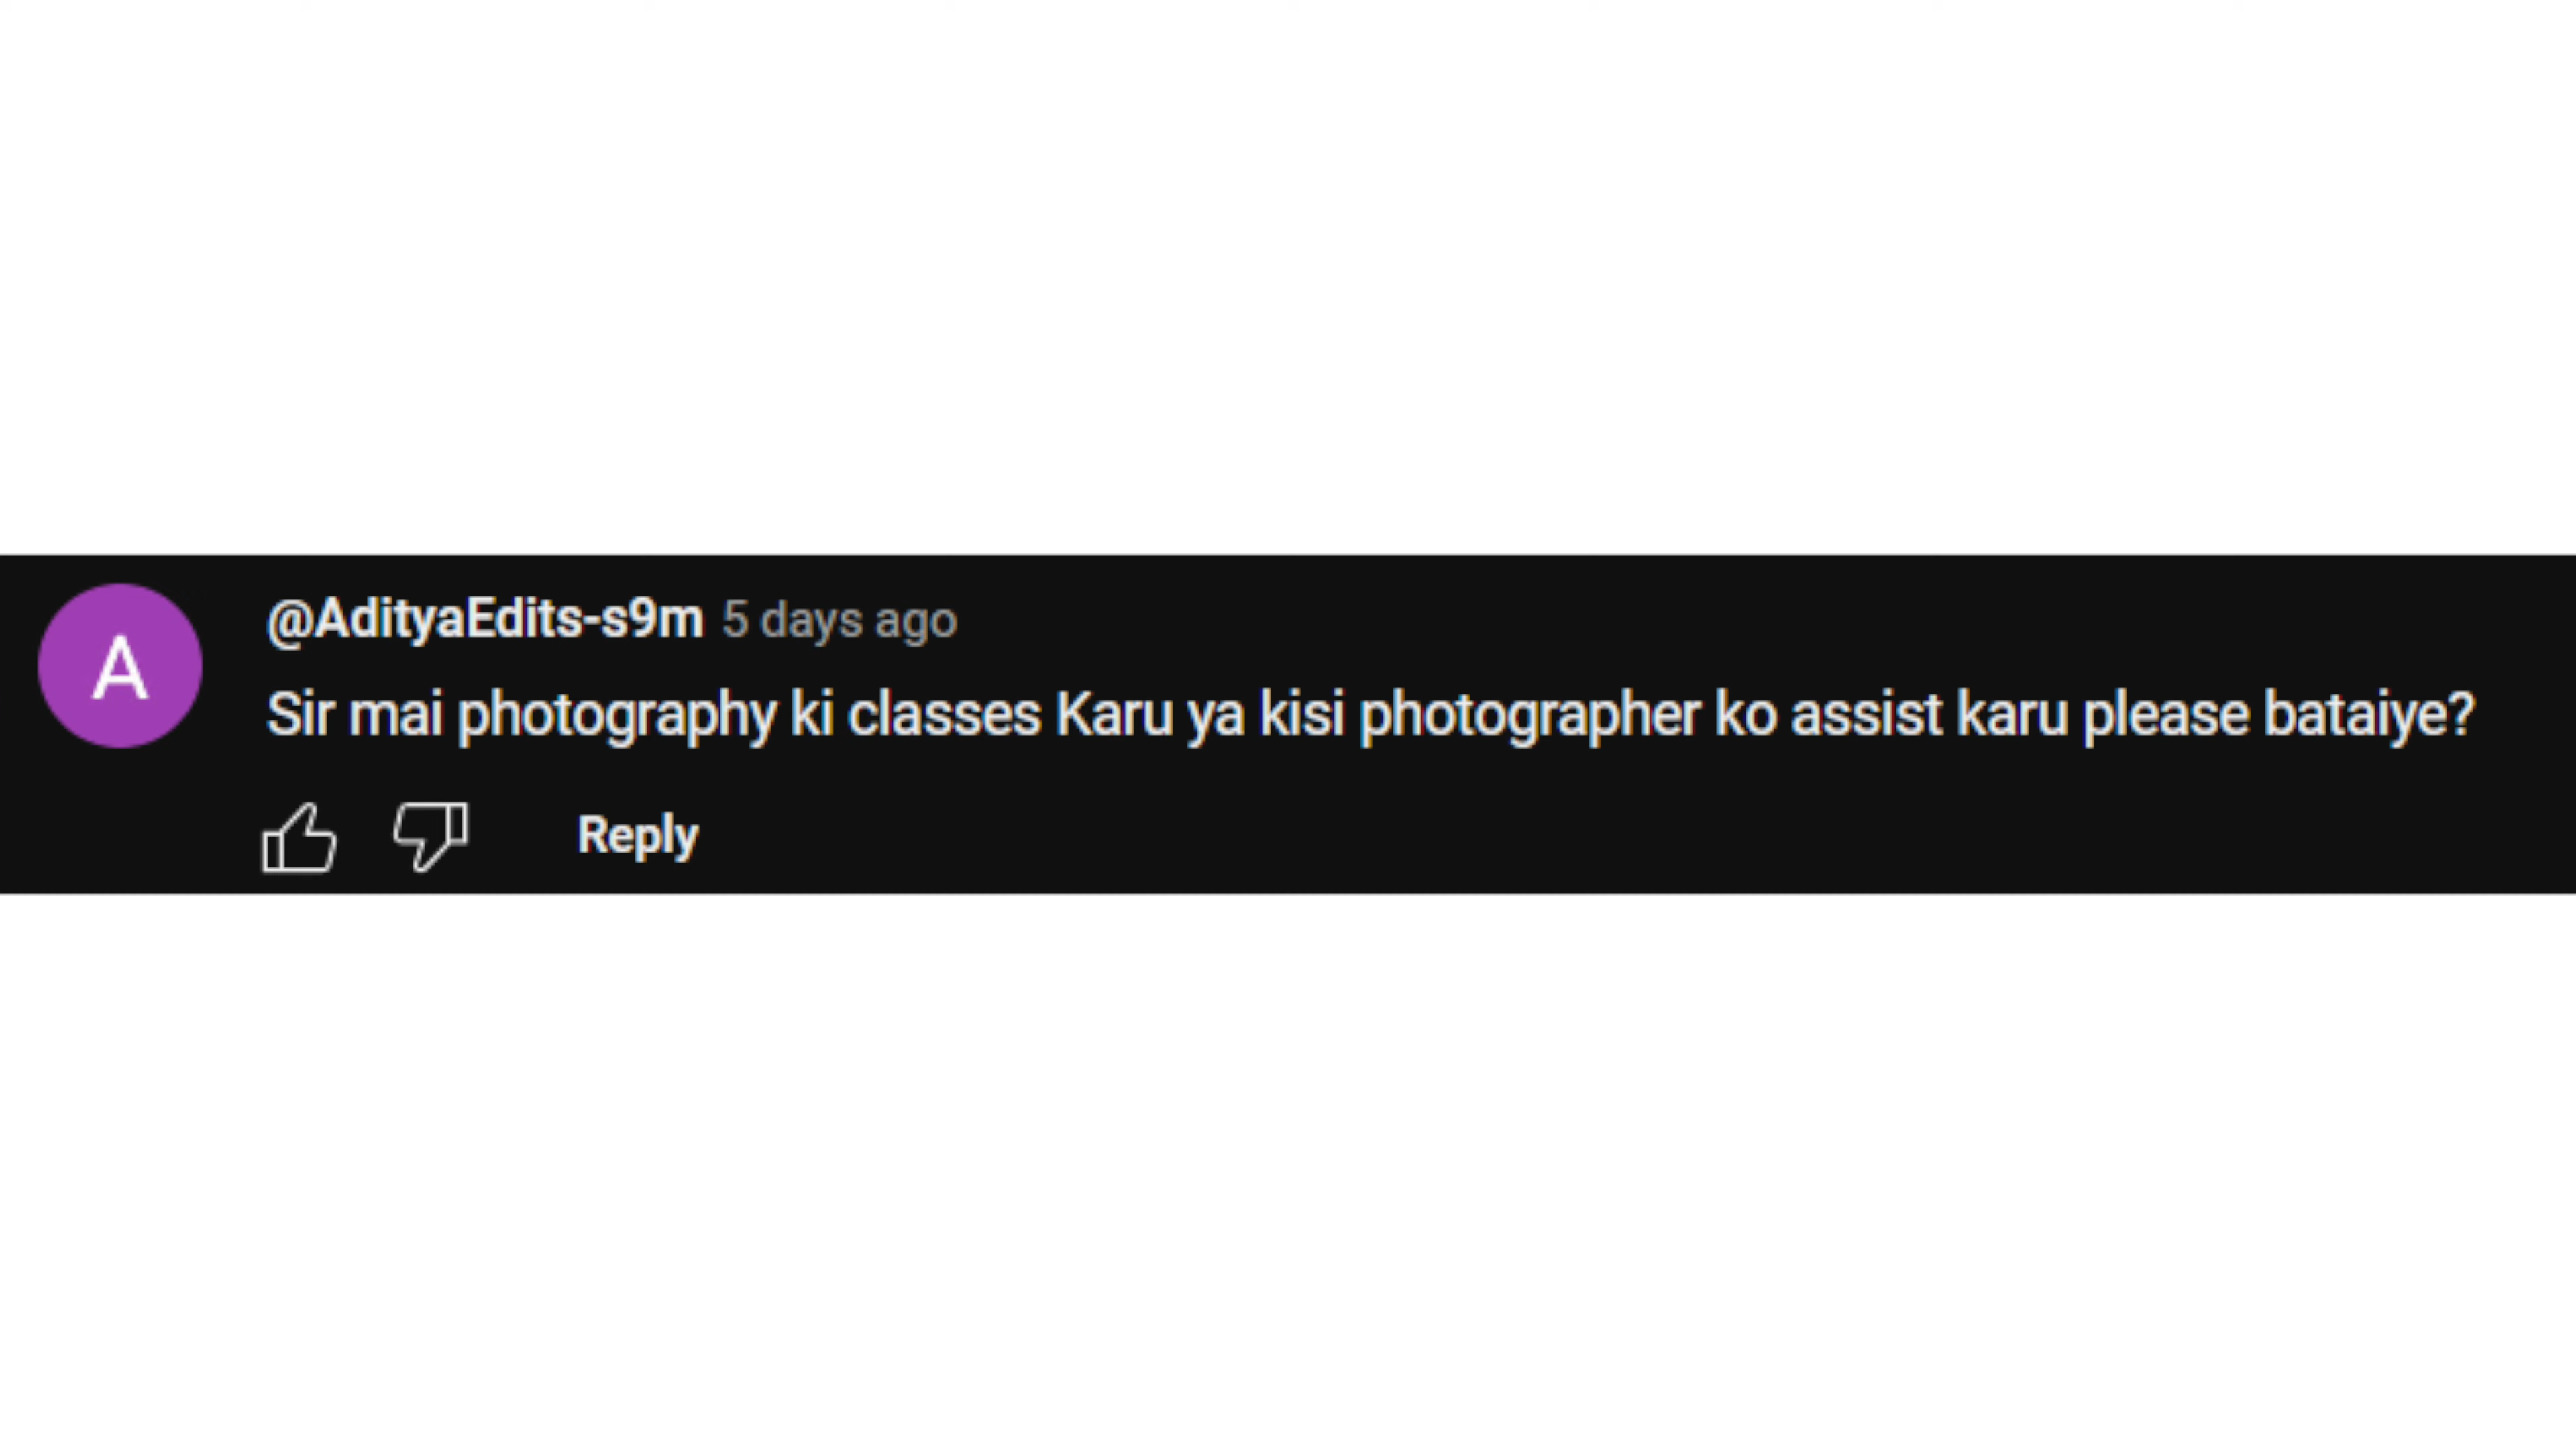 A
@AdityaEdits-s9m 5 days ago
Sir mai photography ki classes Karu ya kisi photographer ko assist karu please bataiye?
Reply